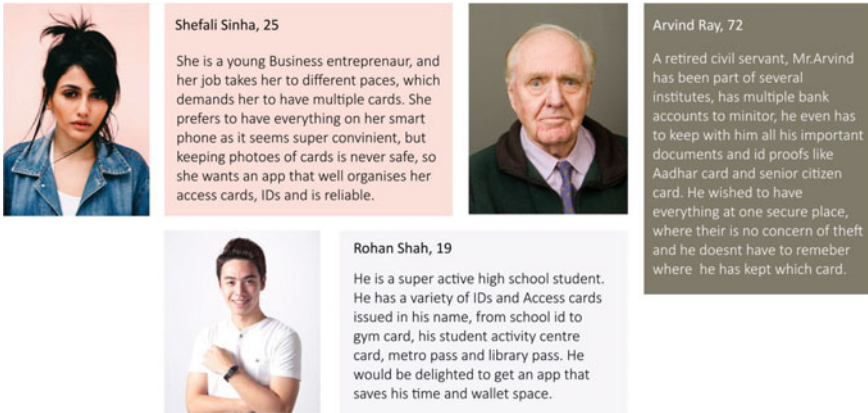 Shefali Sinha, 25
She is a young Business entreprenaur, and
her job takes her to different paces, which
demands her to have multiple cards. She
prefers to have everything on her smart
phone as it seems super convinient, but
keeping photoes of cards is never safe, so
she wants an app that well organises her
access cards, IDs and is reliable.
Arvind Ray, 72
A retired civil servant, Mr.Arvind
has been part of several
institutes, has multiple bank
accounts to minitor, he even has
to keep with him all his important
documents and id proofs like
Aadhar card and senior citizen
card. He wished to have
everything at one secure place,
where their is no concern of theft
and he doesnt have to remeber
where he has kept which card.
Rohan Shah, 19
He is a super active high school student.
He has a variety of IDs and Access cards
issued in his name, from school id to
gym card, his student activity centre
card, metro pass and library pass. He
would be delighted to get an app that
saves his time and wallet space.